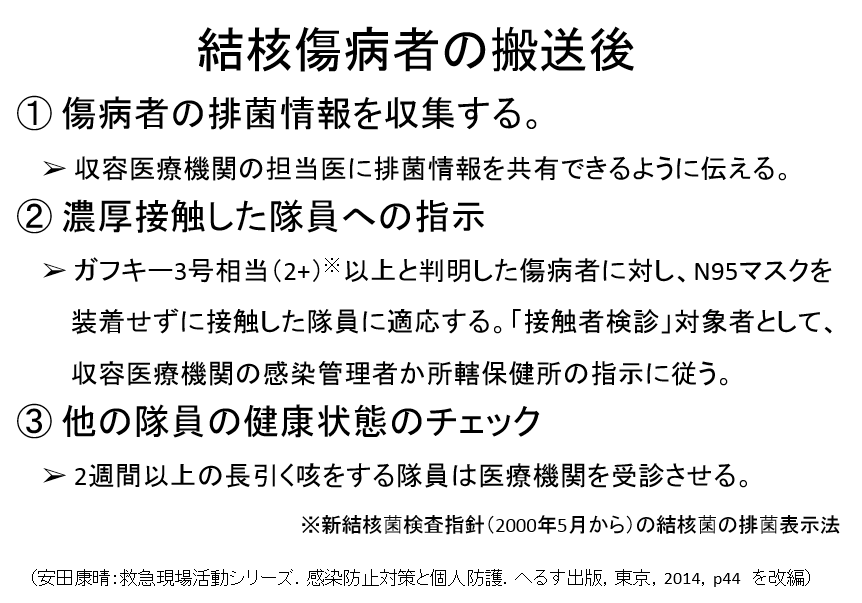 結核傷病者の搬送後
① 傷病者の排菌情報を収集する。
➢ 収容医療機関の担当医に排菌情報を共有できるように伝える。
② 濃厚接触した隊員への指示
➢ ガフキー3号相当（2+）※以上と判明した傷病者に対し、N95マスクを
装着せずに接触した隊員に適応する。「接触者検診」対象者として、
収容医療機関の感染管理者か所轄保健所の指示に従う。
③ 他の隊員の健康状態のチェック
➢ 2週間以上の長引く咳をする隊員は医療機関を受診させる。
※新結核菌検査指針（2000年5月から）の結核菌の排菌表示法
（安田康晴：救急現場活動シリーズ．感染防止対策と個人防護．へるす出版，東京，2014，p44 を改編）